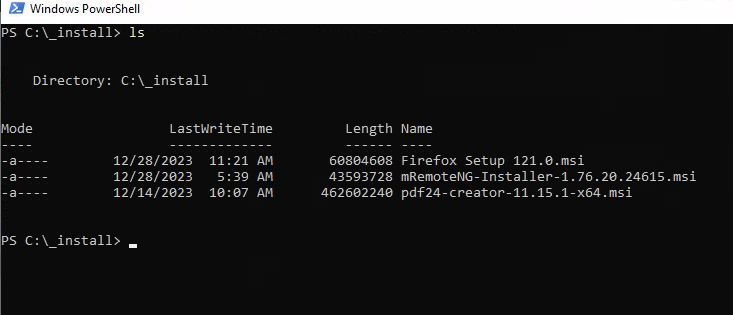 Windows PowerShell
PS C:\_install> ls
Directory: C:\_install
Mode LastWriteTime Length Name
---- ------------- ------ ----
-a---- 12/28/2023 11:21 AM 60804608 Firefox Setup 121.0.msi
-a---- 12/28/2023 5:39 AM 43593728 mRemoteNG-Installer-1.76.20.24615.msi
-a---- 12/14/2023 10:07 AM 462602240 pdf24-creator-11.15.1-x64.msi
PS C:\_install>